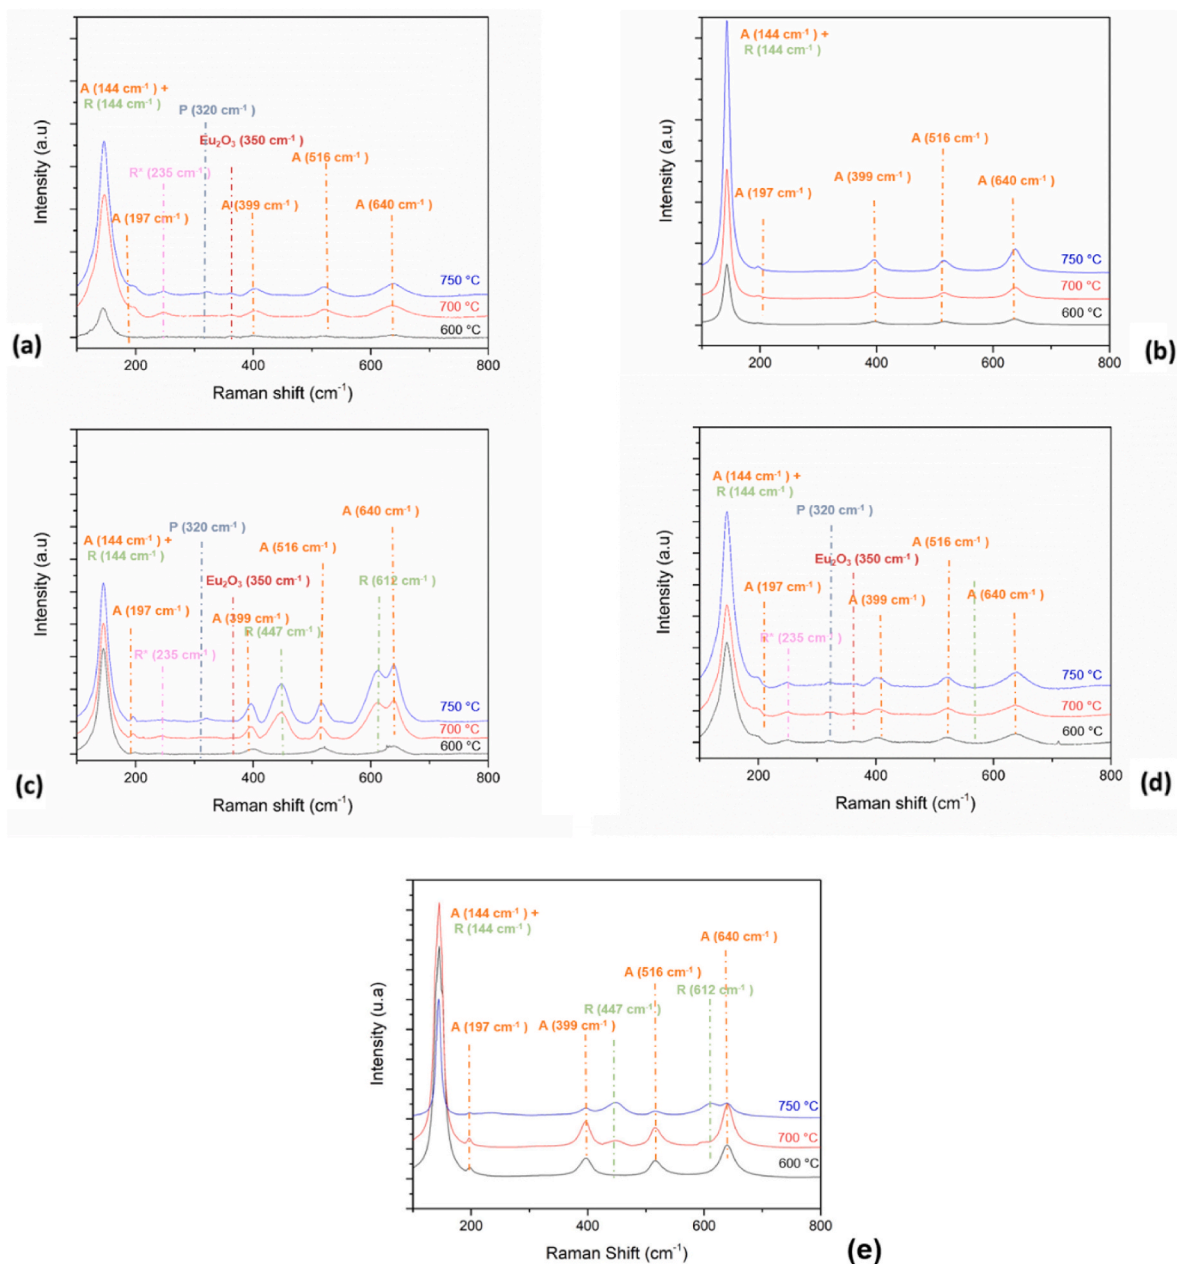 A (144 cm⁻¹ ) +
R (144 cm⁻¹ )
P (320 cm⁻¹ )
Eu₂O₃ (350 cm⁻¹ )
A (516 cm⁻¹ )
R* (235 cm⁻¹ )
A (197 cm⁻¹ )
A (399 cm⁻¹ )
A (640 cm⁻¹ )
750 °C
700 °C
600 °C
Intensity (a.u)
200 400 600 800
Raman shift (cm⁻¹)
(a)
A (144 cm⁻¹ ) +
R (144 cm⁻¹ )
A (516 cm⁻¹ )
A (197 cm⁻¹ )
A (399 cm⁻¹ )
A (640 cm⁻¹ )
750 °C
700 °C
600 °C
Intensity (a.u)
200 400 600 800
Raman shift (cm⁻¹)
(b)
A (640 cm⁻¹ )
P (320 cm⁻¹ )
A (144 cm⁻¹ ) +
R (144 cm⁻¹ )
A (516 cm⁻¹ )
Eu₂O₃ (350 cm⁻¹ )
R (612 cm⁻¹ )
A (197 cm⁻¹ )
A (399 cm⁻¹ )
R (447 cm⁻¹ )
R* (235 cm⁻¹ )
750 °C
700 °C
600 °C
Intensity (a.u)
200 400 600 800
Raman shift (cm⁻¹)
(c)
A (144 cm⁻¹ ) +
R (144 cm⁻¹ )
P (320 cm⁻¹ )
A (516 cm⁻¹ )
Eu₂O₃ (350 cm⁻¹ )
A (197 cm⁻¹ )
A (399 cm⁻¹ )
A (640 cm⁻¹ )
R* (235 cm⁻¹ )
750 °C
700 °C
600 °C
Intensity (a.u)
200 400 600 800
Raman shift (cm⁻¹)
(d)
A (144 cm⁻¹ ) +
R (144 cm⁻¹ )
A (640 cm⁻¹ )
A (516 cm⁻¹ )
R (612 cm⁻¹ )
R (447 cm⁻¹ )
A (197 cm⁻¹ )
A (399 cm⁻¹ )
750 °C
700 °C
600 °C
Intensity (u.a)
200 400 600 800
Raman Shift (cm⁻¹)
(e)